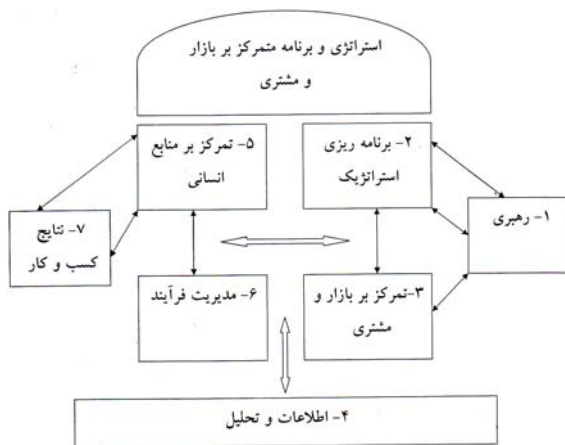 استراتژی و برنامه متمرکز بر بازار
و مشتری
۲- برنامه ریزی
استراتژیک
۵- تمرکز بر منابع
انسانی
۱- رهبری
۷- نتایج
کسب و کار
۳-تمرکز بر بازار و
مشتری
۶- مدیریت فرآیند
۴- اطلاعات و تحلیل